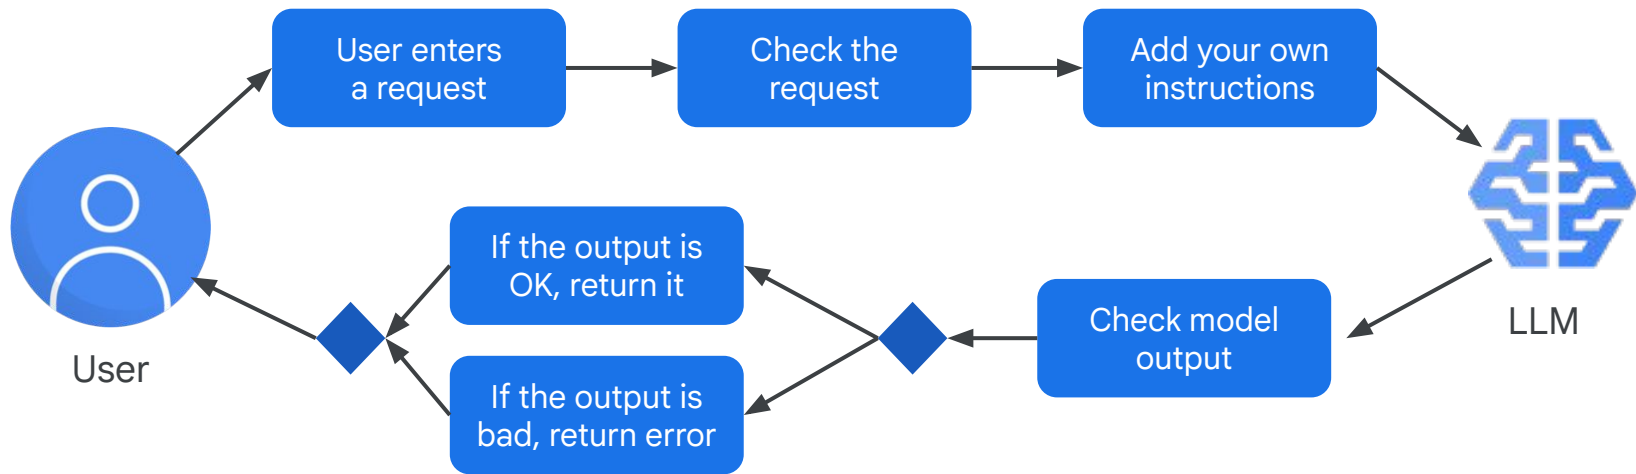 User enters
a request
Check the
request
Add your own
instructions
LLM
Check model
output
If the output is
OK, return it
If the output is
bad, return error
User